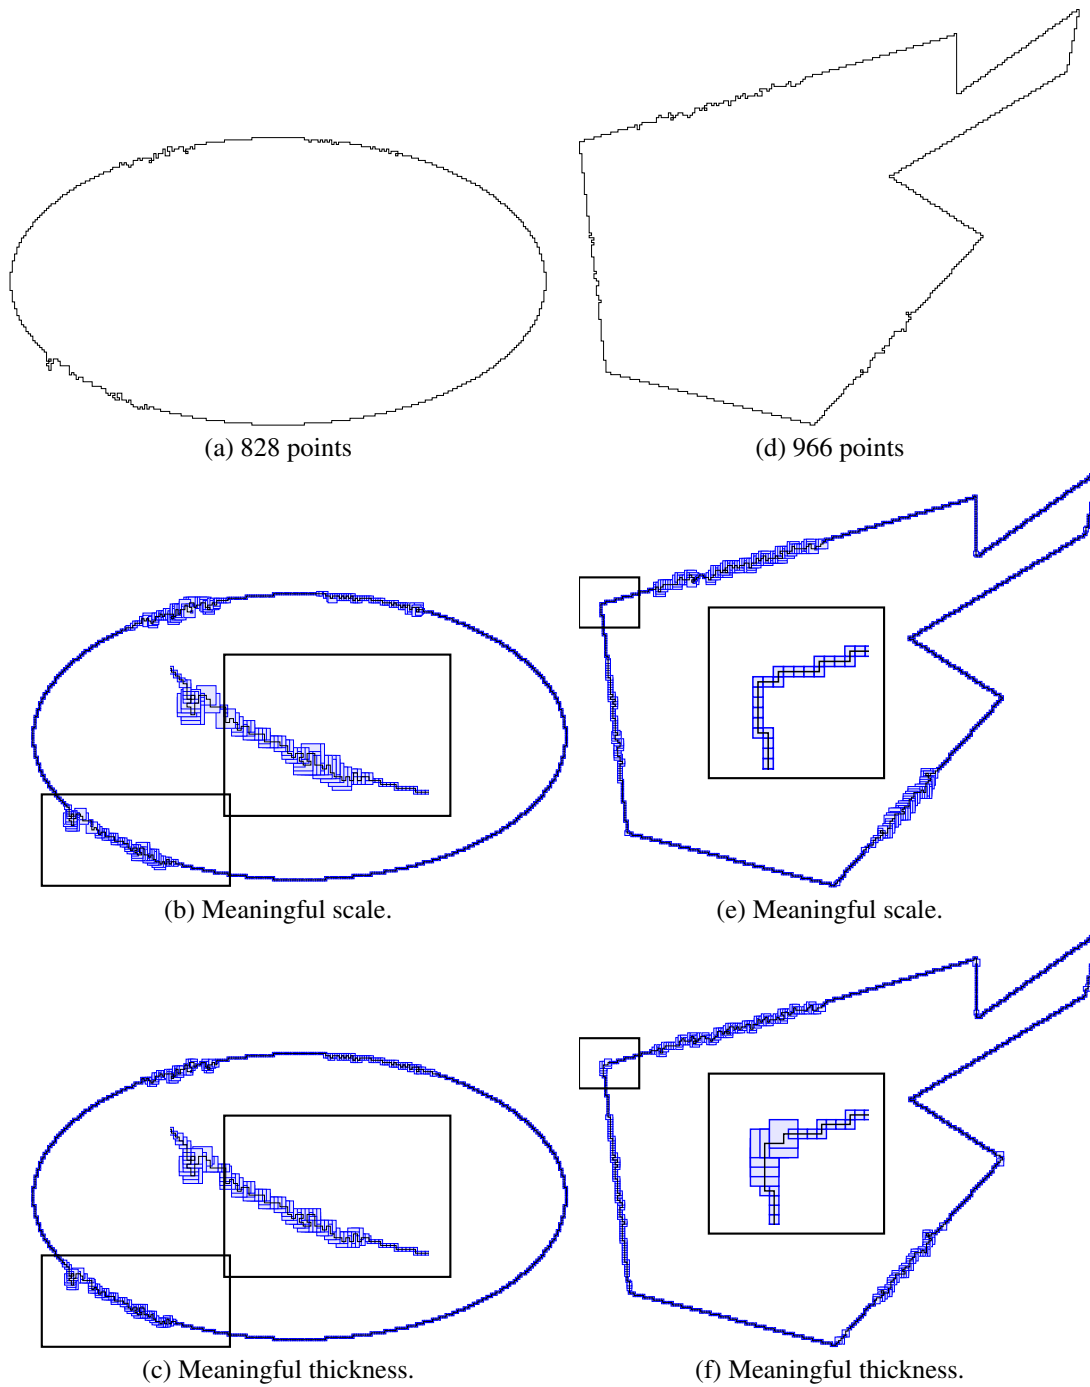 (a) 828 points
(d) 966 points
(b) Meaningful scale.
(e) Meaningful scale.
(c) Meaningful thickness.
(f) Meaningful thickness.